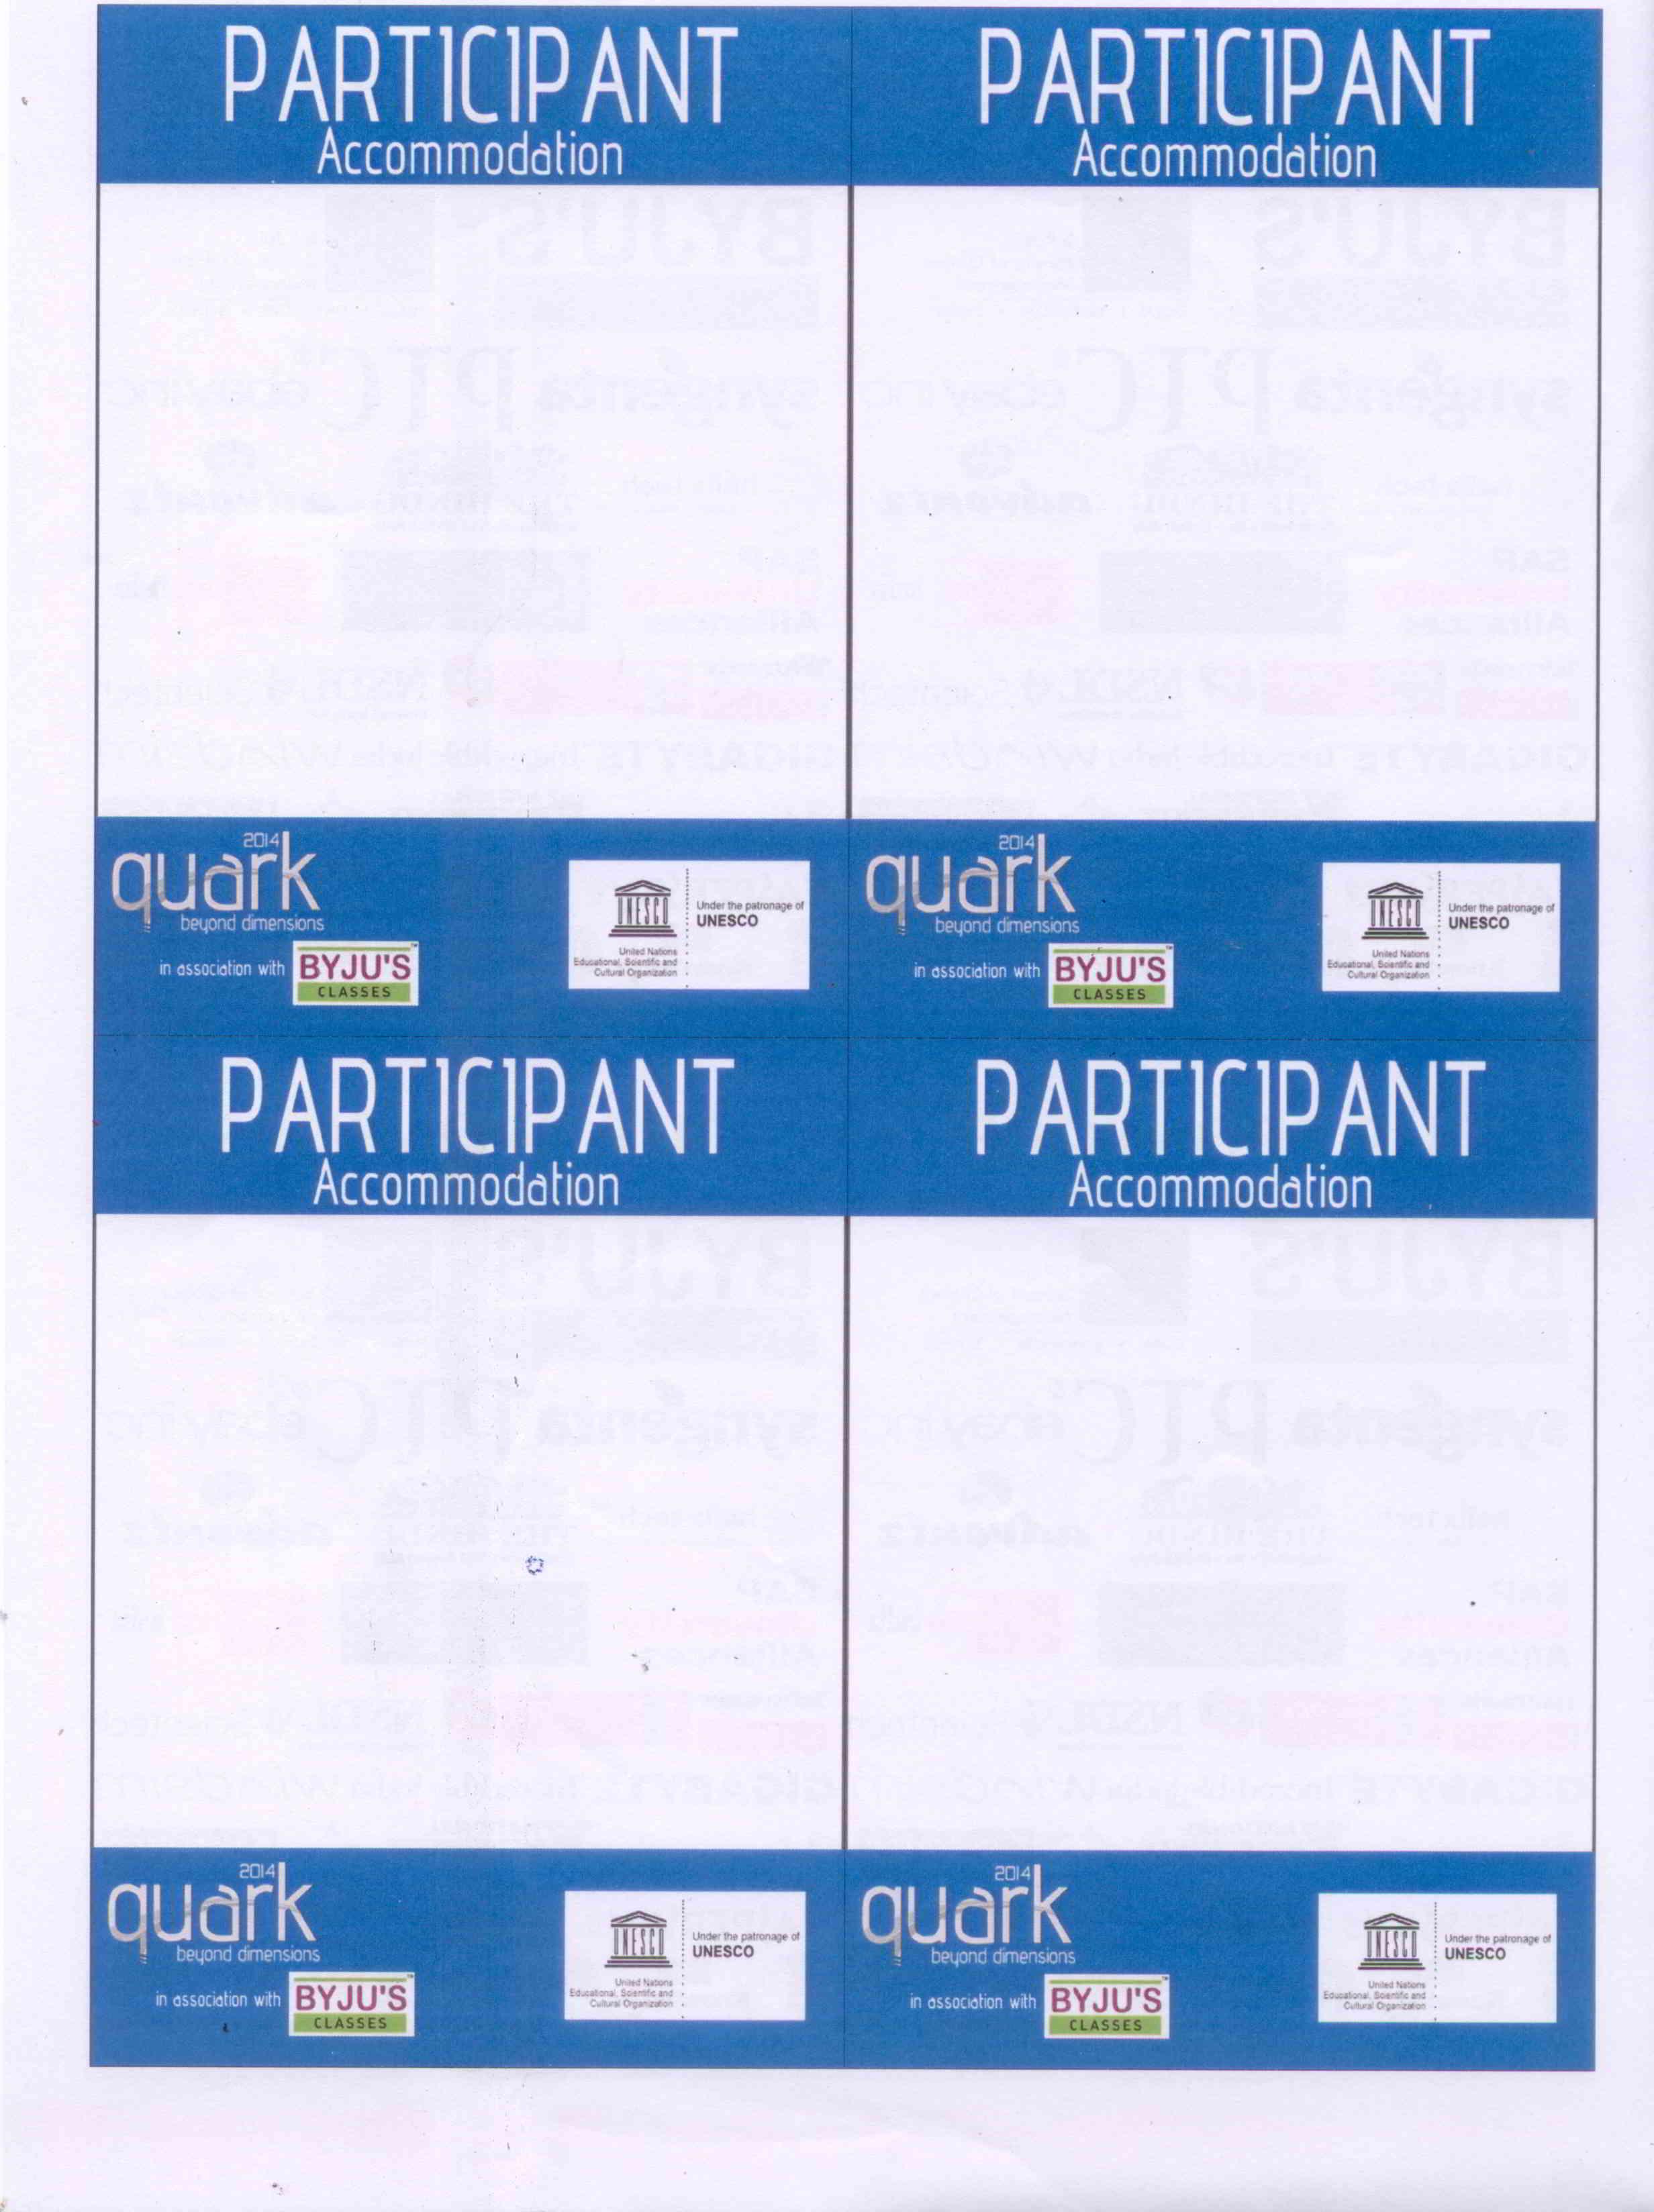 PARTICIPANT
Accommodation
2014
quark
beyond dimensions
in association with
BYJU'S
CLASSES
UNESCO
United Nations
Educational, Scientific and
Cultural Organization
Under the patronage of
UNESCO
PARTICIPANT
Accommodation
2014
quark
beyond dimensions
in association with
BYJU'S
CLASSES
UNESCO
United Nations
Educational, Scientific and
Cultural Organization
Under the patronage of
UNESCO
PARTICIPANT
Accommodation
2014
quark
beyond dimensions
in association with
BYJU'S
CLASSES
UNESCO
United Nations
Educational, Scientific and
Cultural Organization
Under the patronage of
UNESCO
PARTICIPANT
Accommodation
2014
quark
beyond dimensions
in association with
BYJU'S
CLASSES
UNESCO
United Nations
Educational, Scientific and
Cultural Organization
Under the patronage of
UNESCO